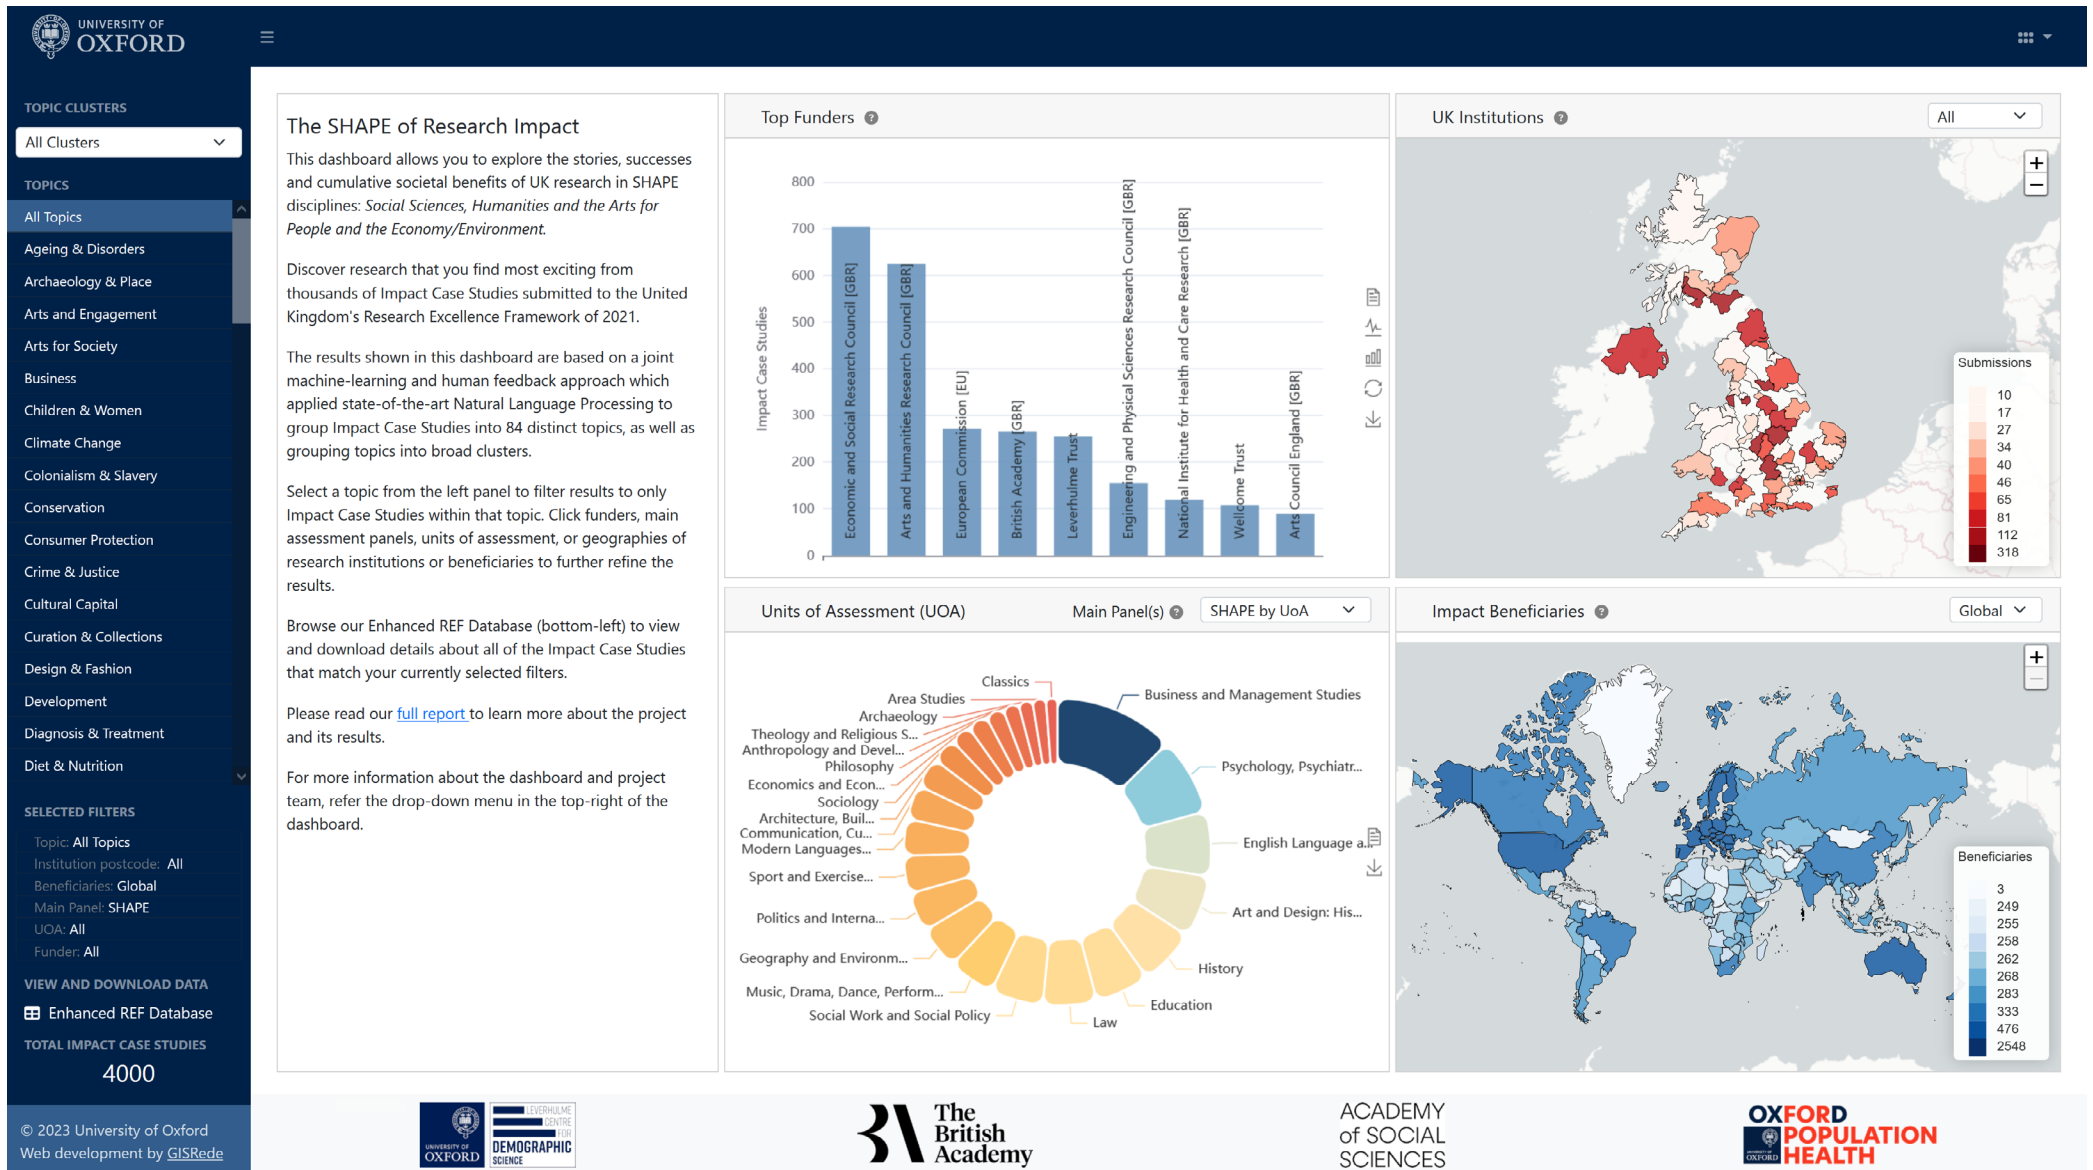 UNIVERSITY OF
OXFORD
TOPIC CLUSTERS
All Clusters
TOPICS
All Topics
Ageing & Disorders
Archaeology & Place
Arts and Engagement
Arts for Society
Business
Children & Women
Climate Change
Colonialism & Slavery
Conservation
Consumer Protection
Crime & Justice
Cultural Capital
Curation & Collections
Design & Fashion
Development
Diagnosis & Treatment
Diet & Nutrition
SELECTED FILTERS
Topic: All Topics
Institution postcode: All
Beneficiaries: Global
Main Panel: SHAPE
UOA: All
Funder: All
VIEW AND DOWNLOAD DATA
Enhanced REF Database
TOTAL IMPACT CASE STUDIES
4000
© 2023 University of Oxford
Web development by GISRede
The SHAPE of Research Impact
This dashboard allows you to explore the stories, successes
and cumulative societal benefits of UK research in SHAPE
disciplines: Social Sciences, Humanities and the Arts for
People and the Economy/Environment.
Discover research that you find most exciting from
thousands of Impact Case Studies submitted to the United
Kingdom's Research Excellence Framework of 2021.
The results shown in this dashboard are based on a joint
machine-learning and human feedback approach which
applied state-of-the-art Natural Language Processing to
group Impact Case Studies into 84 distinct topics, as well as
grouping topics into broad clusters.
Select a topic from the left panel to filter results to only
Impact Case Studies within that topic. Click funders, main
assessment panels, units of assessment, or geographies of
research institutions or beneficiaries to further refine the
results.
Browse our Enhanced REF Database (bottom-left) to view
and download details about all of the Impact Case Studies
that match your currently selected filters.
Please read our full report to learn more about the project
and its results.
For more information about the dashboard and project
team, refer the drop-down menu in the top-right of the
dashboard.
Top Funders ?
Impact Case Studies
800
700
600
500
400
300
200
100
0
Economic and Social Research Council [GBR]
Arts and Humanities Research Council [GBR]
European Commission [EU]
British Academy [GBR]
Leverhulme Trust
Engineering and Physical Sciences Research Council [GBR]
National Institute for Health and Care Research [GBR]
Wellcome Trust
Arts Council England [GBR]
UK Institutions ?
All
+
−
Submissions
10
17
27
34
40
46
65
81
112
318
Units of Assessment (UOA)
Main Panel(s) ?
SHAPE by UoA
Classics
Area Studies
Archaeology
Theology and Religious S...
Anthropology and Devel...
Philosophy
Economics and Econ...
Sociology
Architecture, Buil...
Communication, Cu...
Modern Languages...
Sport and Exercise...
Politics and Interna...
Geography and Environm...
Music, Drama, Dance, Perform...
Social Work and Social Policy
Law
Education
History
Art and Design: His...
English Language a...
Psychology, Psychiatr...
Business and Management Studies
Impact Beneficiaries ?
Global
+
−
Beneficiaries
3
249
255
258
262
268
283
333
476
2548
UNIVERSITY OF
OXFORD
LEVERHULME
CENTRE
FOR
DEMOGRAPHIC
SCIENCE
The
British
Academy
ACADEMY
of SOCIAL
SCIENCES
OXFORD
POPULATION
HEALTH
UNIVERSITY OF
OXFORD